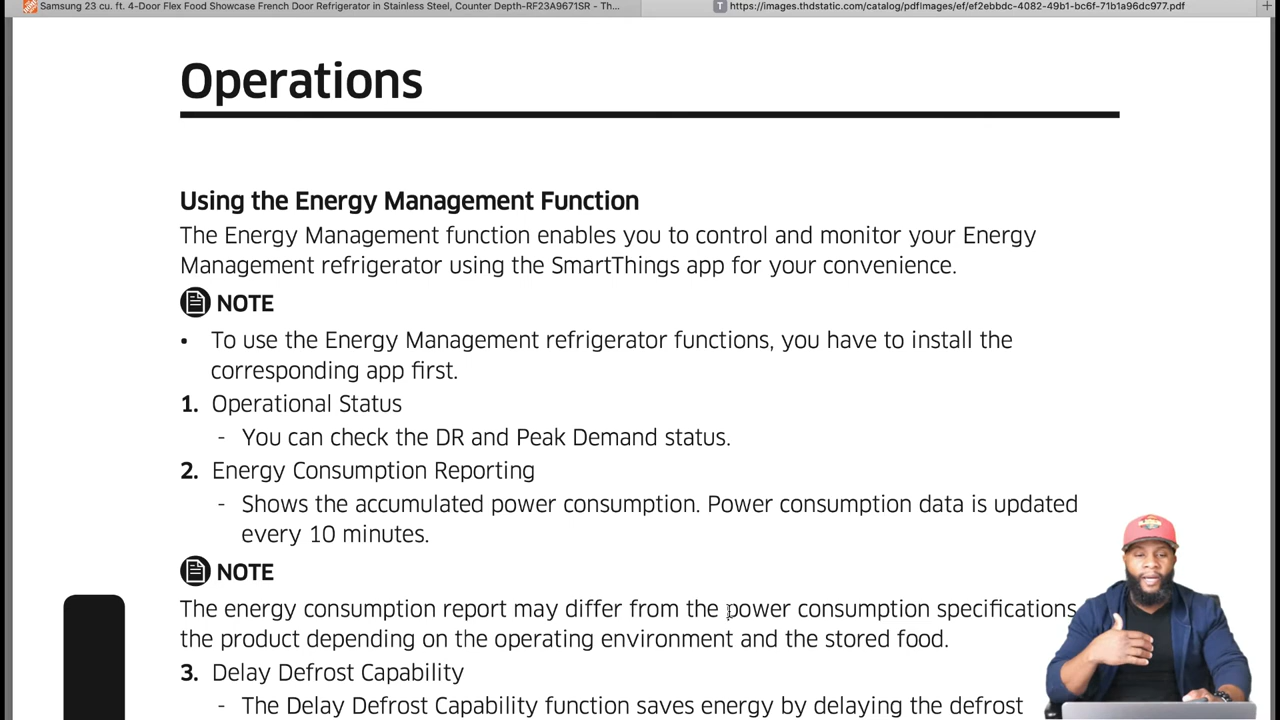 Samsung 23 cu. ft. 4-Door Flex Food Showcase French Door Refrigerator in Stainless Steel, Counter Depth-RF23A9671SR - Th...
T https://images.thdstatic.com/catalog/pdfImages/ef/ef2ebbdc-4082-49b1-bc6f-71b1a96dc977.pdf
Operations
Using the Energy Management Function
The Energy Management function enables you to control and monitor your Energy
Management refrigerator using the SmartThings app for your convenience.
NOTE
• To use the Energy Management refrigerator functions, you have to install the
corresponding app first.
1. Operational Status
- You can check the DR and Peak Demand status.
2. Energy Consumption Reporting
- Shows the accumulated power consumption. Power consumption data is updated
every 10 minutes.
NOTE
The energy consumption report may differ from the power consumption specifications
the product depending on the operating environment and the stored food.
3. Delay Defrost Capability
- The Delay Defrost Capability function saves energy by delaying the defrost